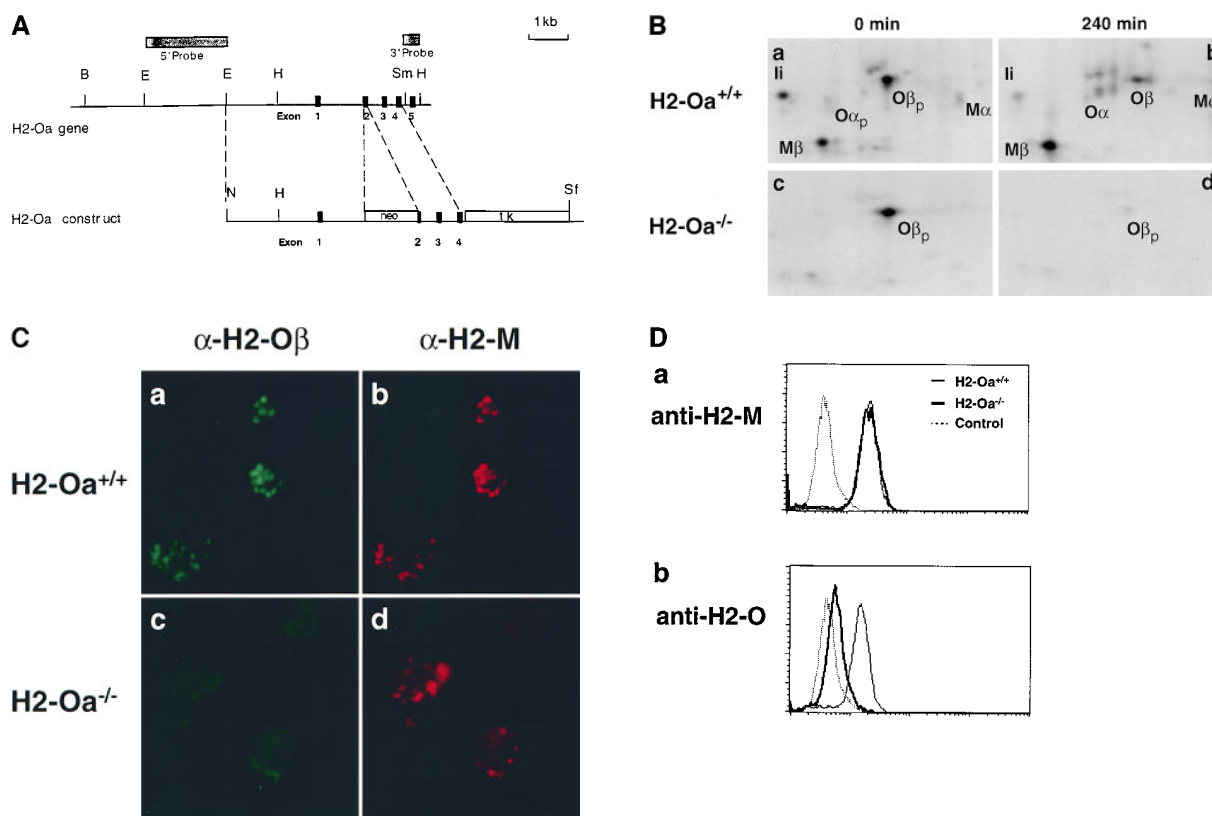 A
1 kb
5' Probe
3' Probe
B E E H Sm H
Exon 1 2 3 4 5
H2-Oa gene
N H Sf
H2-Oa construct
neo t k
Exon 1 2 3 4
B
0 min 240 min
H2-Oa+/+
a
Ii
Oαp
Oβp
Mα
Mβ
b
Ii
Oα
Oβ
Mα
Mβ
H2-Oa-/-
c
Oβp
d
Oβp
C
α-H2-Oβ α-H2-M
H2-Oa+/+
a b
H2-Oa-/-
c d
D
a
anti-H2-M
H2-Oa+/+
H2-Oa-/-
Control
b
anti-H2-O